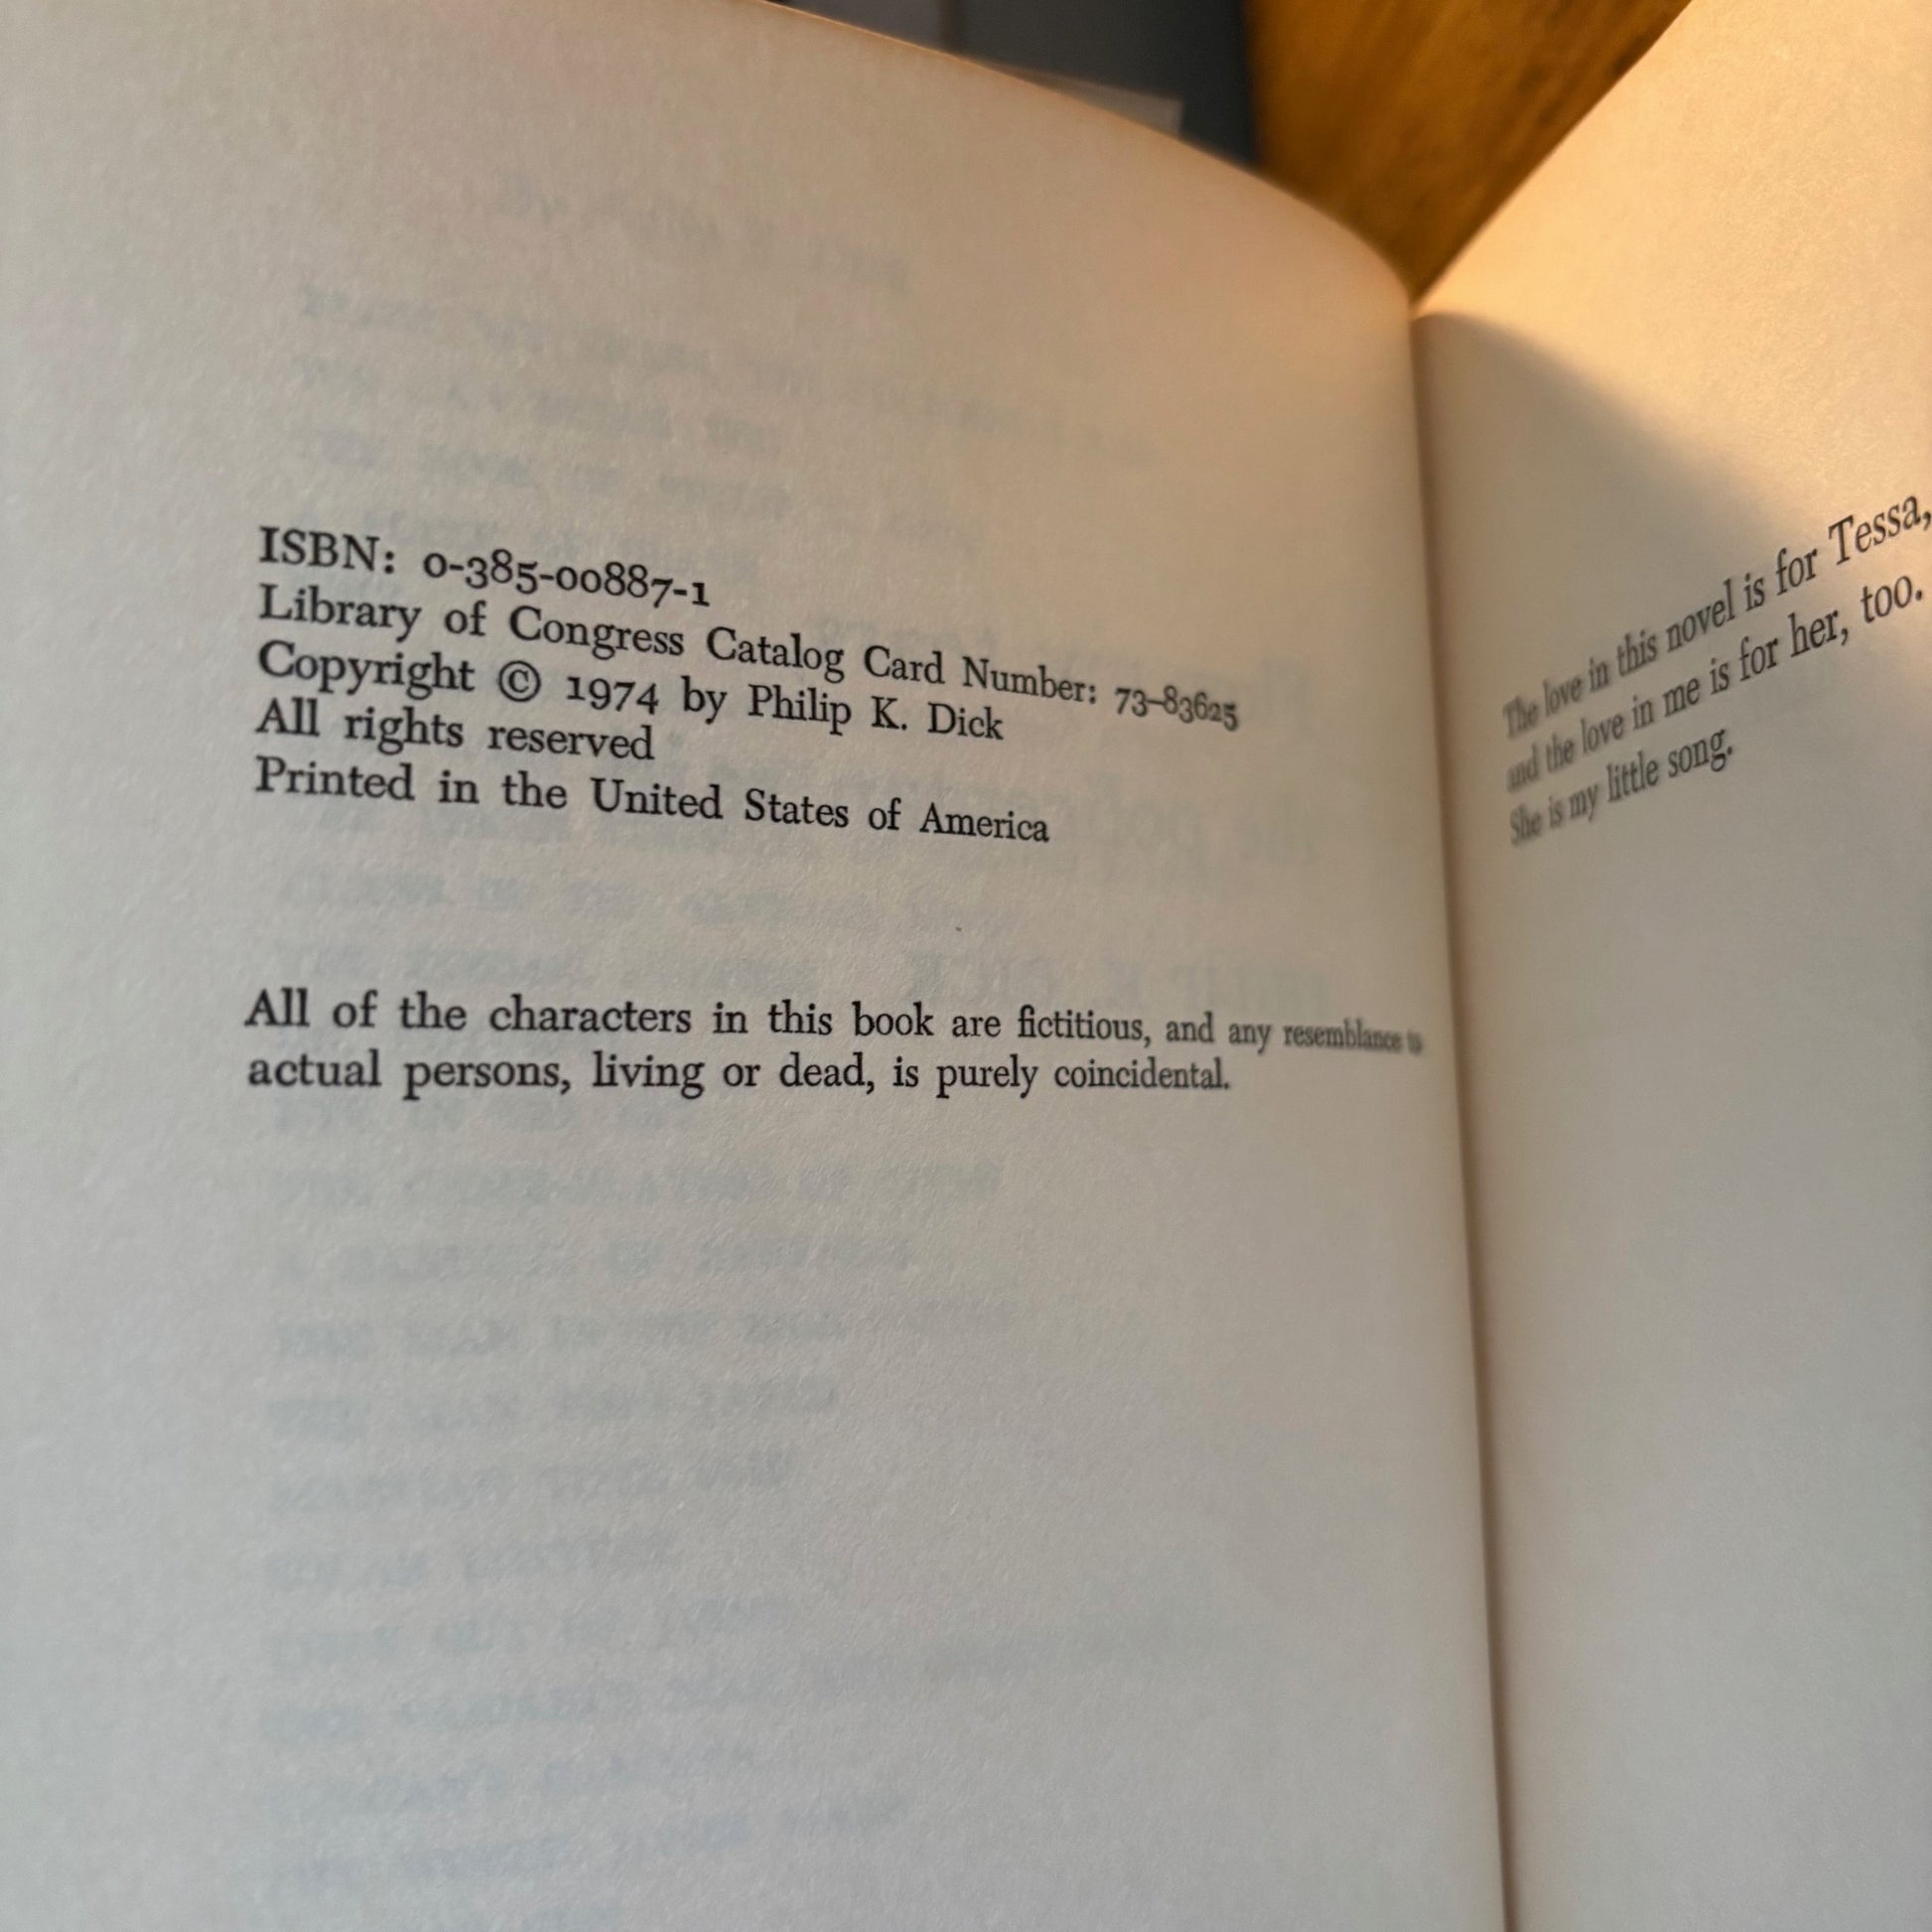 ISBN: 0-385-00887-1
Library of Congress Catalog Card Number: 73–83625
Copyright © 1974 by Philip K. Dick
All rights reserved
Printed in the United States of America
All of the characters in this book are fictitious, and any resemblance to
actual persons, living or dead, is purely coincidental.
The love in this novel is for Tessa,
and the love in me is for her, too.
She is my little song.